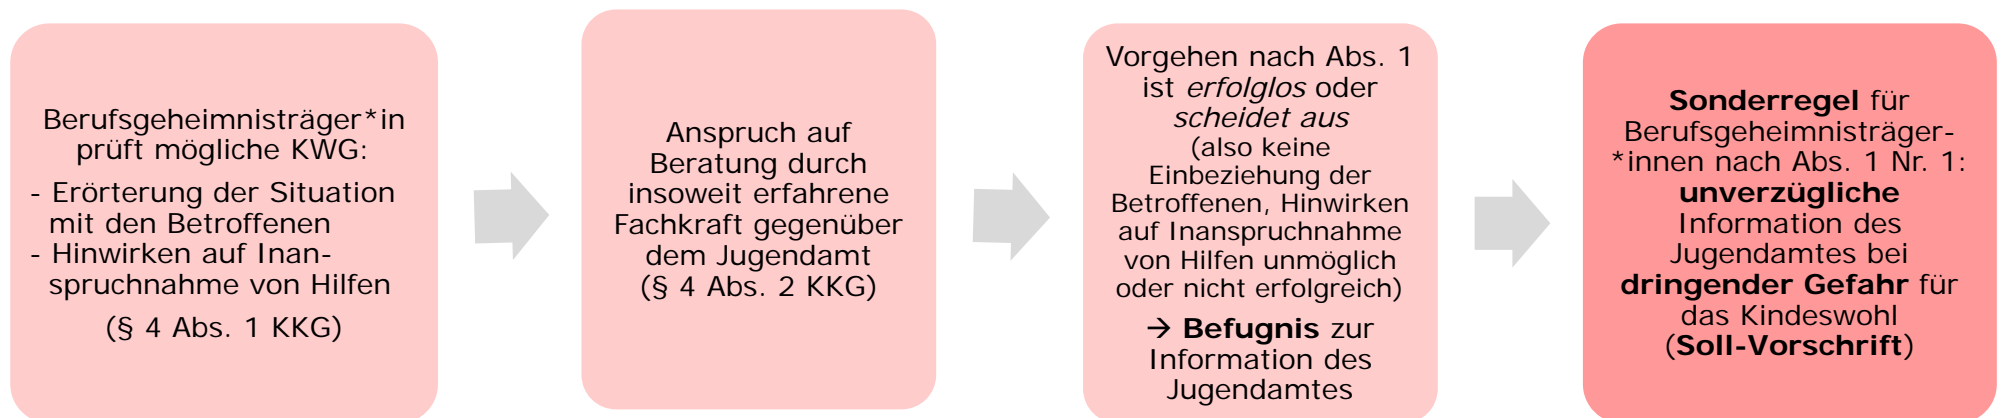 Berufsgeheimnisträger*in
prüft mögliche KWG:
- Erörterung der Situation
mit den Betroffenen
- Hinwirken auf Inan-
spruchnahme von Hilfen
(§ 4 Abs. 1 KKG)
Anspruch auf
Beratung durch
insoweit erfahrene
Fachkraft gegenüber
dem Jugendamt
(§ 4 Abs. 2 KKG)
Vorgehen nach Abs. 1
ist erfolglos oder
scheidet aus
(also keine
Einbeziehung der
Betroffenen, Hinwirken
auf Inanspruchnahme
von Hilfen unmöglich
oder nicht erfolgreich)
→ Befugnis zur
Information des
Jugendamtes
Sonderregel für
Berufsgeheimnisträger-
*innen nach Abs. 1 Nr. 1:
unverzügliche
Information des
Jugendamtes bei
dringender Gefahr für
das Kindeswohl
(Soll-Vorschrift)